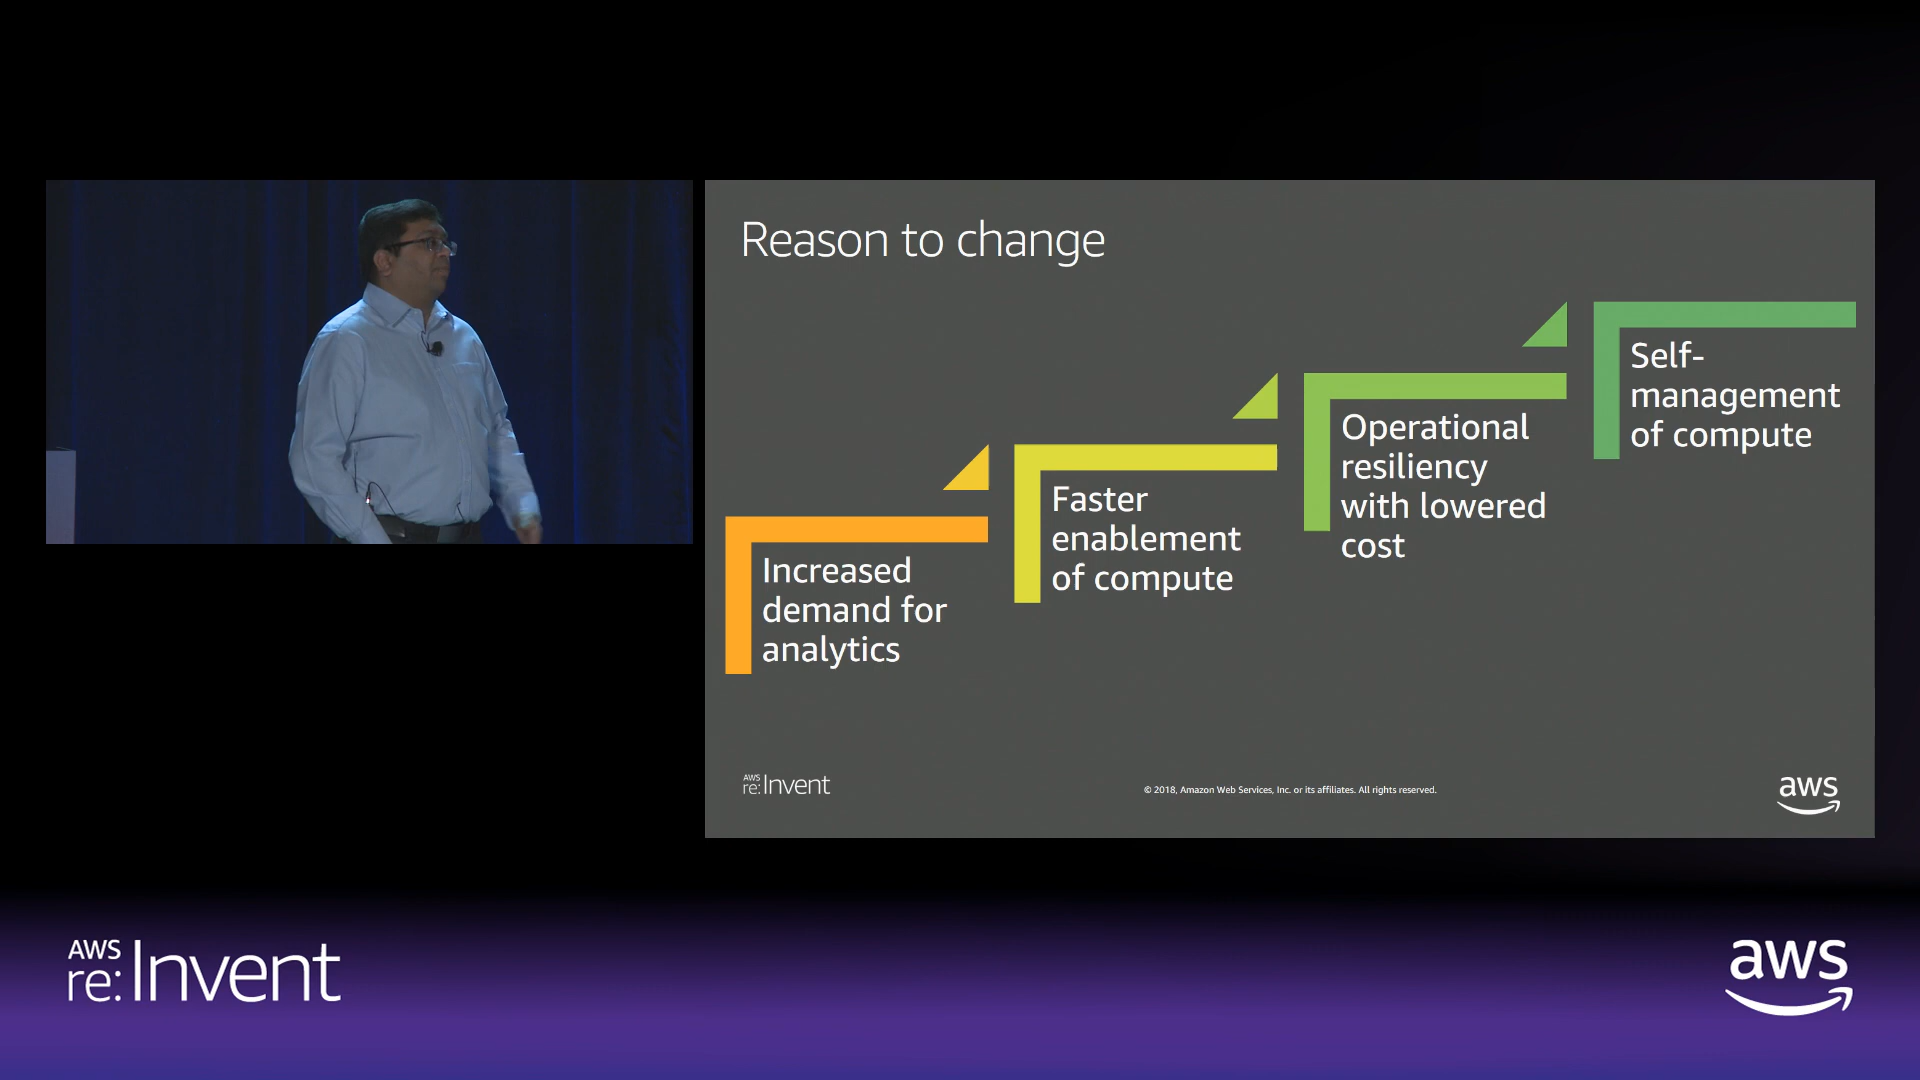 Reason to change
Increased
demand for
analytics
Faster
enablement
of compute
Operational
resiliency
with lowered
cost
Self-
management
of compute
AWS
re:Invent
© 2018, Amazon Web Services, Inc. or its affiliates. All rights reserved.
aws
AWS
re:Invent
aws